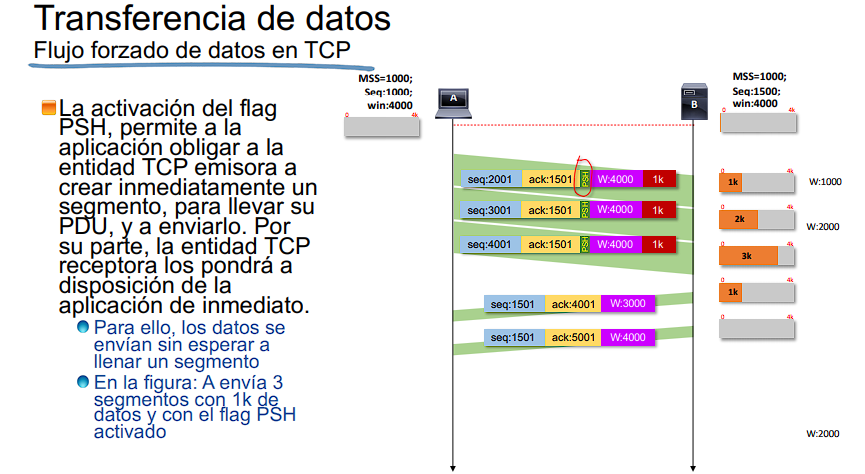 Transferencia de datos
Flujo forzado de datos en TCP
La activación del flag
PSH, permite a la
aplicación obligar a la
entidad TCP emisora a
crear inmediatamente un
segmento, para llevar su
PDU, y a enviarlo. Por
su parte, la entidad TCP
receptora los pondrá a
disposición de la
aplicación de inmediato.
Para ello, los datos se
envían sin esperar a
llenar un segmento
En la figura: A envía 3
segmentos con 1k de
datos y con el flag PSH
activado
MSS=1000;
Seq:1000;
win:4000
0 4k
A
B
MSS=1000;
Seq:1500;
win:4000
0 4k
seq:2001 ack:1501 PSH W:4000 1k
0 4k
1k
W:1000
seq:3001 ack:1501 PSH W:4000 1k
0 4k
2k
W:2000
seq:4001 ack:1501 PSH W:4000 1k
0 4k
3k
seq:1501 ack:4001 W:3000
0 4k
1k
seq:1501 ack:5001 W:4000
0 4k
W:2000